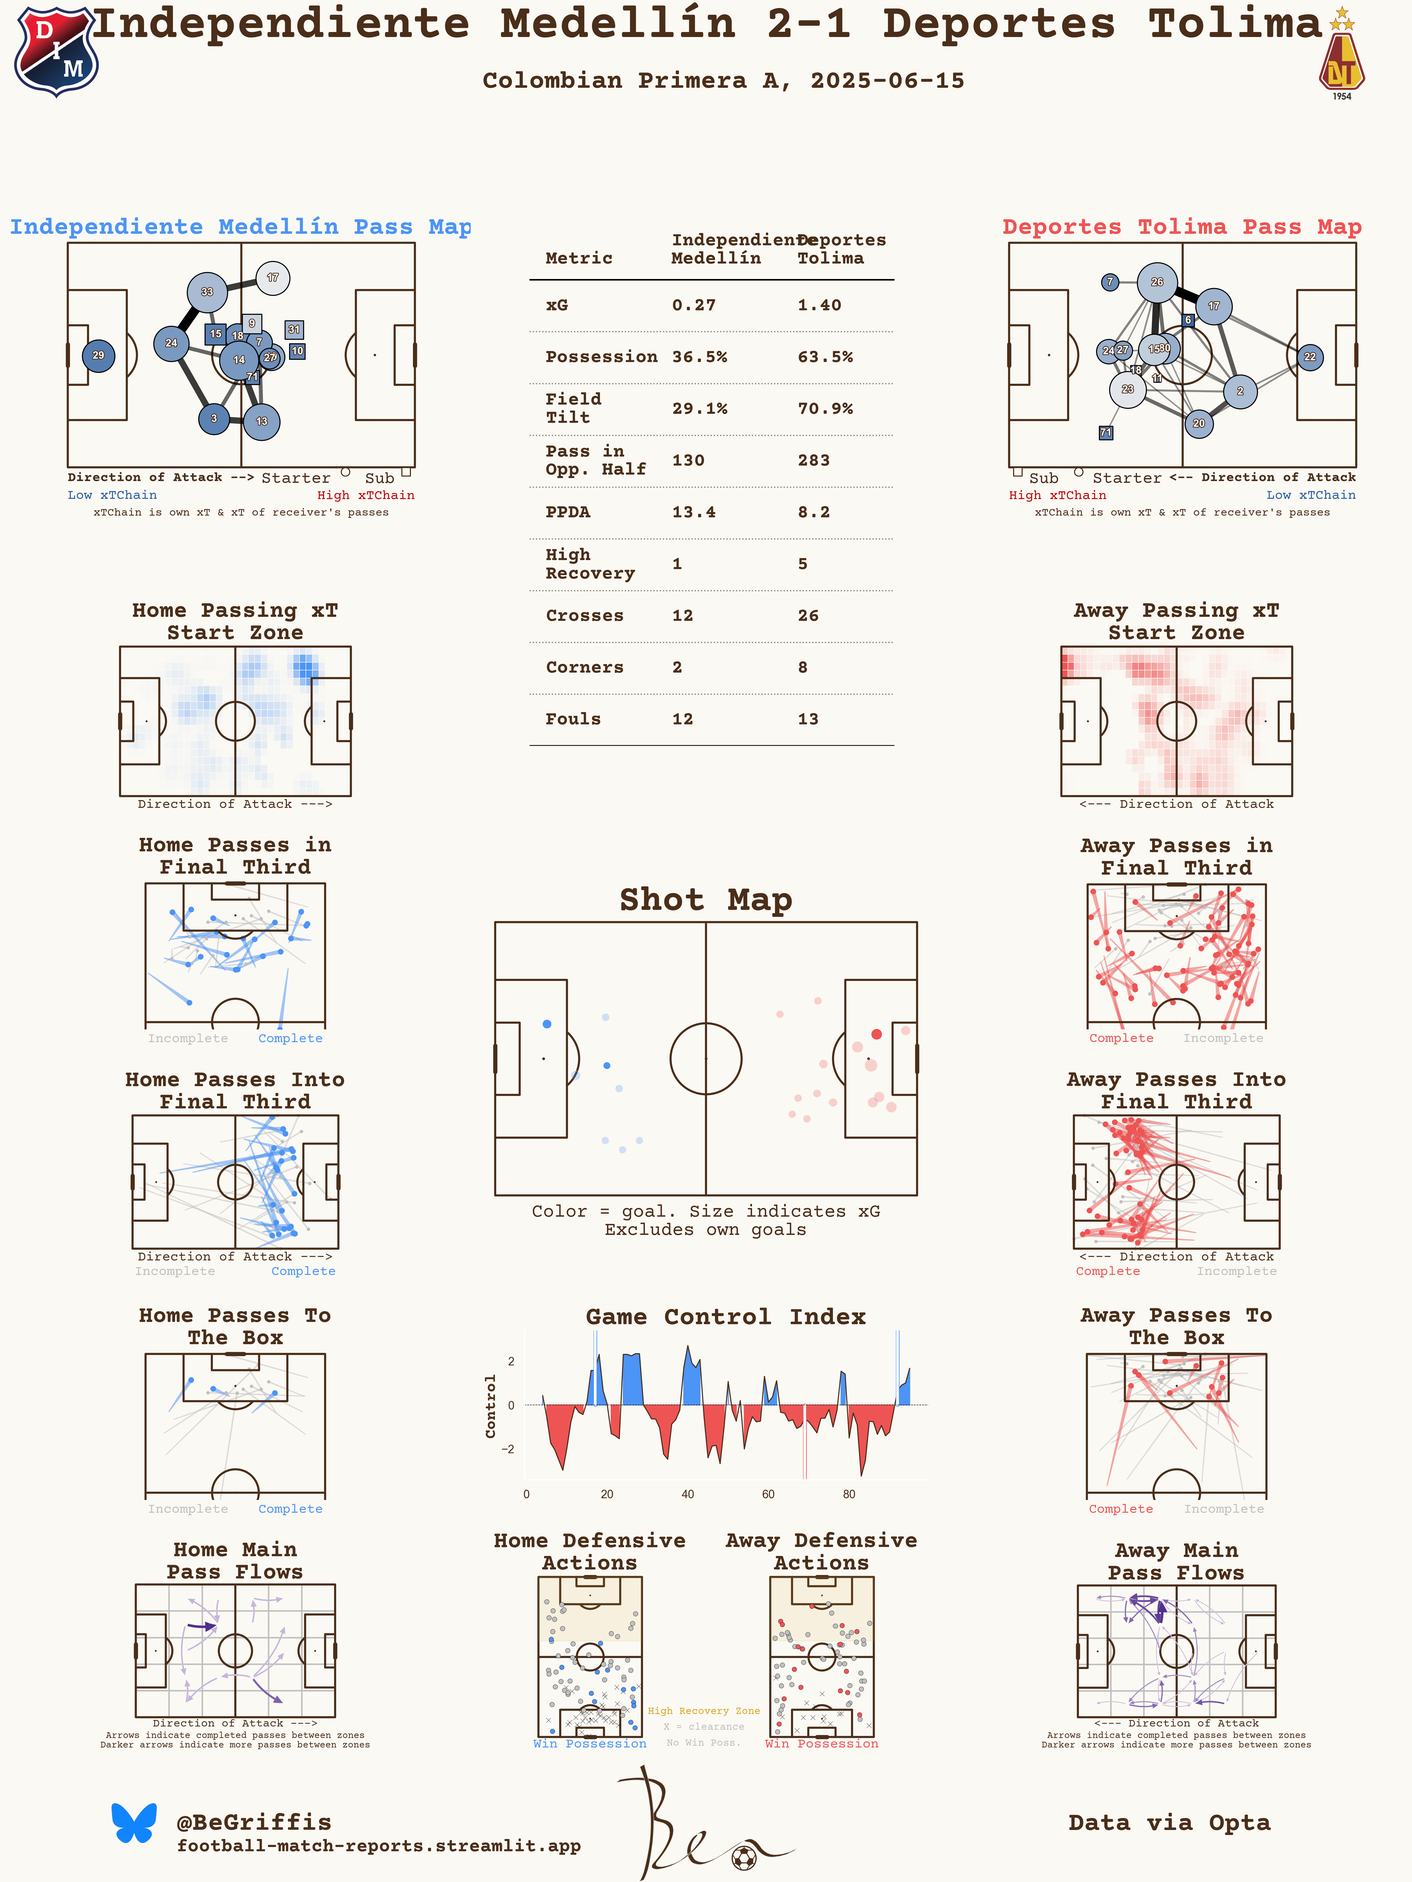 Independiente Medellín 2-1 Deportes Tolima
Colombian Primera A, 2025-06-15
D
I
M
DT
1954
Independiente Medellín Pass Map
29
24
33
17
15
18
9
7
31
10
14
27
71
3
13
Direction of Attack --> Starter Sub
Low xTChain High xTChain
xTChain is own xT & xT of receiver's passes
Metric Independiente Medellín Deportes Tolima
xG 0.27 1.40
Possession 36.5% 63.5%
Field Tilt 29.1% 70.9%
Pass in Opp. Half 130 283
PPDA 13.4 8.2
High Recovery 1 5
Crosses 12 26
Corners 2 8
Fouls 12 13
Deportes Tolima Pass Map
7
26
17
6
24
27
15
30
22
18
11
23
2
20
71
Sub Starter <-- Direction of Attack
High xTChain Low xTChain
xTChain is own xT & xT of receiver's passes
Home Passing xT
Start Zone
Direction of Attack --->
Away Passing xT
Start Zone
<--- Direction of Attack
Home Passes in
Final Third
Incomplete Complete
Away Passes in
Final Third
Complete Incomplete
Shot Map
Color = goal. Size indicates xG
Excludes own goals
Home Passes Into
Final Third
Direction of Attack --->
Incomplete Complete
Away Passes Into
Final Third
<--- Direction of Attack
Complete Incomplete
Home Passes To
The Box
Incomplete Complete
Game Control Index
Control
2
0
−2
0 20 40 60 80
Away Passes To
The Box
Complete Incomplete
Home Main
Pass Flows
Direction of Attack --->
Arrows indicate completed passes between zones
Darker arrows indicate more passes between zones
Home Defensive
Actions
Win Possession
High Recovery Zone
X = clearance
No Win Poss.
Away Defensive
Actions
Win Possession
Away Main
Pass Flows
<--- Direction of Attack
Arrows indicate completed passes between zones
Darker arrows indicate more passes between zones
@BeGriffis
football-match-reports.streamlit.app
Ben
Data via Opta